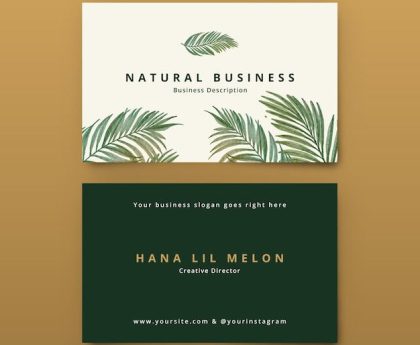 NATURAL BUSINESS
Business Description
Your business slogan goes right here
HANA LIL MELON
Creative Director
www.yoursite.com & @yourinstagram